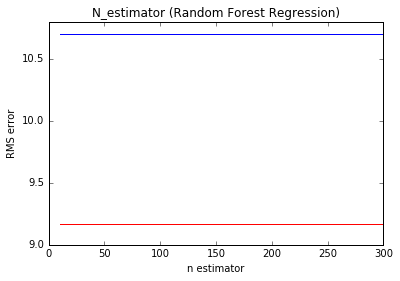 N_estimator (Random Forest Regression)
10.5
10.0
9.5
9.0
RMS error
0 50 100 150 200 250 300
n estimator